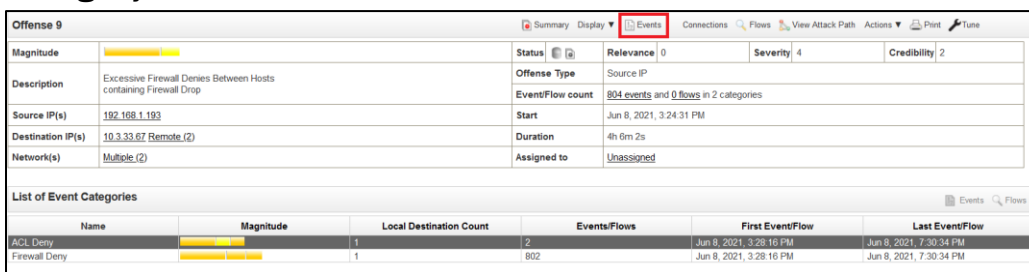 Offense 9 Summary Display ▼ Events Connections Flows View Attack Path Actions ▼ Print Tune
Magnitude Status Relevance 0 Severity 4 Credibility 2
Description Excessive Firewall Denies Between Hosts
containing Firewall Drop
Offense Type Source IP
Event/Flow count 804 events and 0 flows in 2 categories
Source IP(s) 192.168.1.193 Start Jun 8, 2021, 3:24:31 PM
Destination IP(s) 10.3.33.67 Remote (2) Duration 4h 6m 2s
Network(s) Multiple (2) Assigned to Unassigned
List of Event Categories Events Flows
Name Magnitude Local Destination Count Events/Flows First Event/Flow Last Event/Flow
ACL Deny 1 2 Jun 8, 2021, 3:28:16 PM Jun 8, 2021, 7:30:34 PM
Firewall Deny 1 802 Jun 8, 2021, 3:28:16 PM Jun 8, 2021, 7:30:34 PM